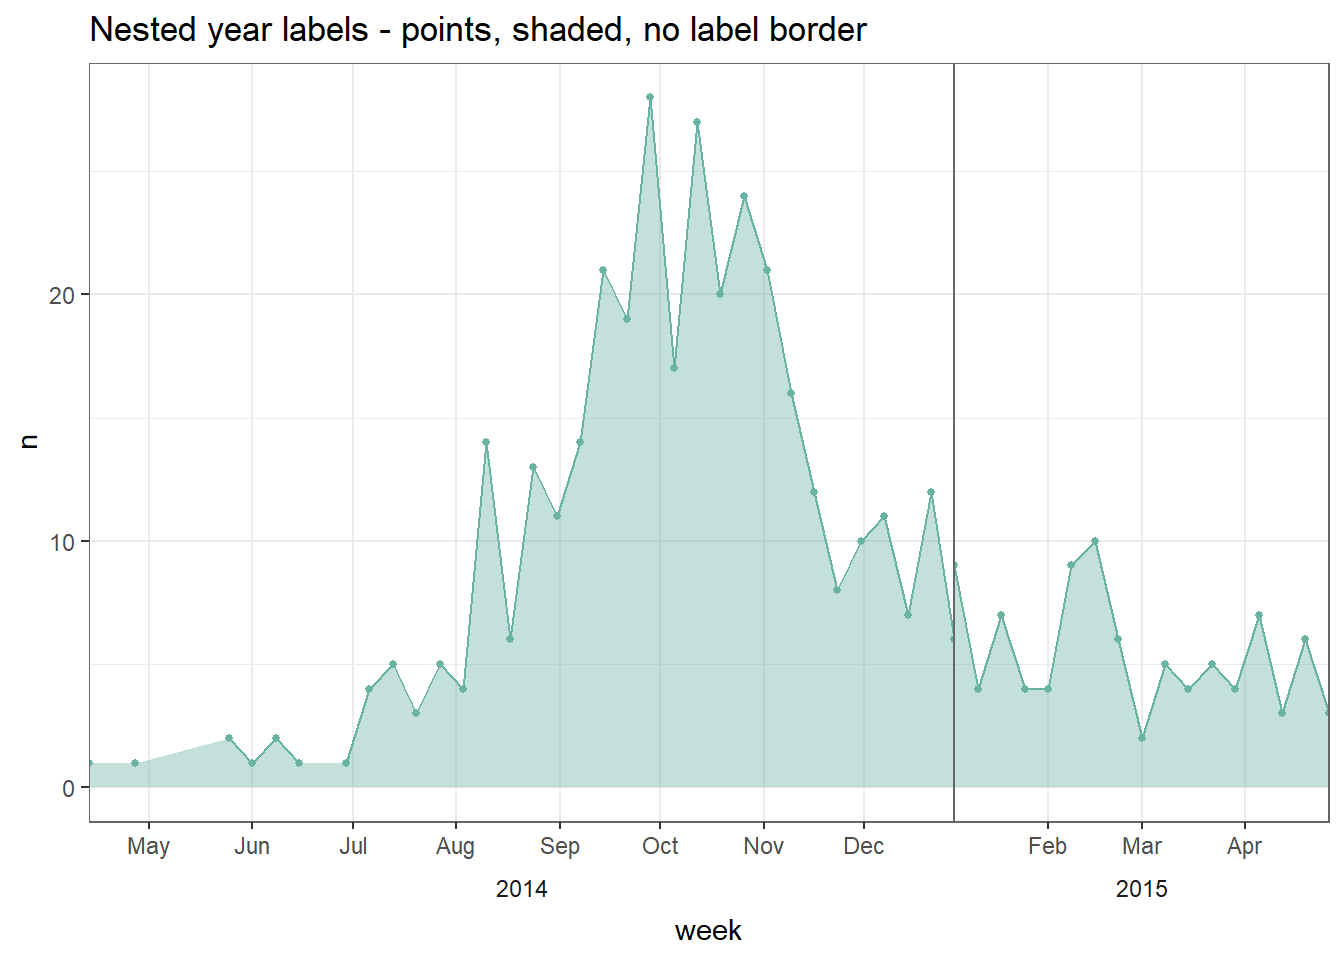 Nested year labels - points, shaded, no label border
n
20
10
0
May Jun Jul Aug Sep Oct Nov Dec Feb Mar Apr
2014 2015
week